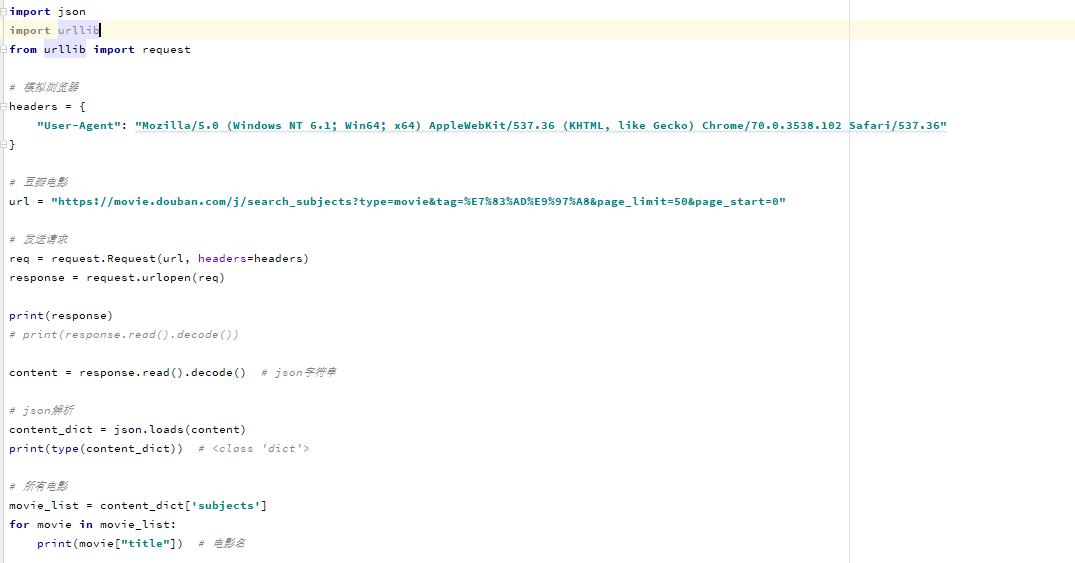 import json
import urllib
from urllib import request
# 模拟浏览器
headers = {
"User-Agent": "Mozilla/5.0 (Windows NT 6.1; Win64; x64) AppleWebKit/537.36 (KHTML, like Gecko) Chrome/70.0.3538.102 Safari/537.36"
}
# 豆瓣电影
url = "https://movie.douban.com/j/search_subjects?type=movie&tag=%E7%83%AD%E9%97%A8&page_limit=50&page_start=0"
# 发送请求
req = request.Request(url, headers=headers)
response = request.urlopen(req)
print(response)
# print(response.read().decode())
content = response.read().decode()  # json字符串
# json解析
content_dict = json.loads(content)
print(type(content_dict))  # <class 'dict'>
# 所有电影
movie_list = content_dict['subjects']
for movie in movie_list:
print(movie["title"])  # 电影名